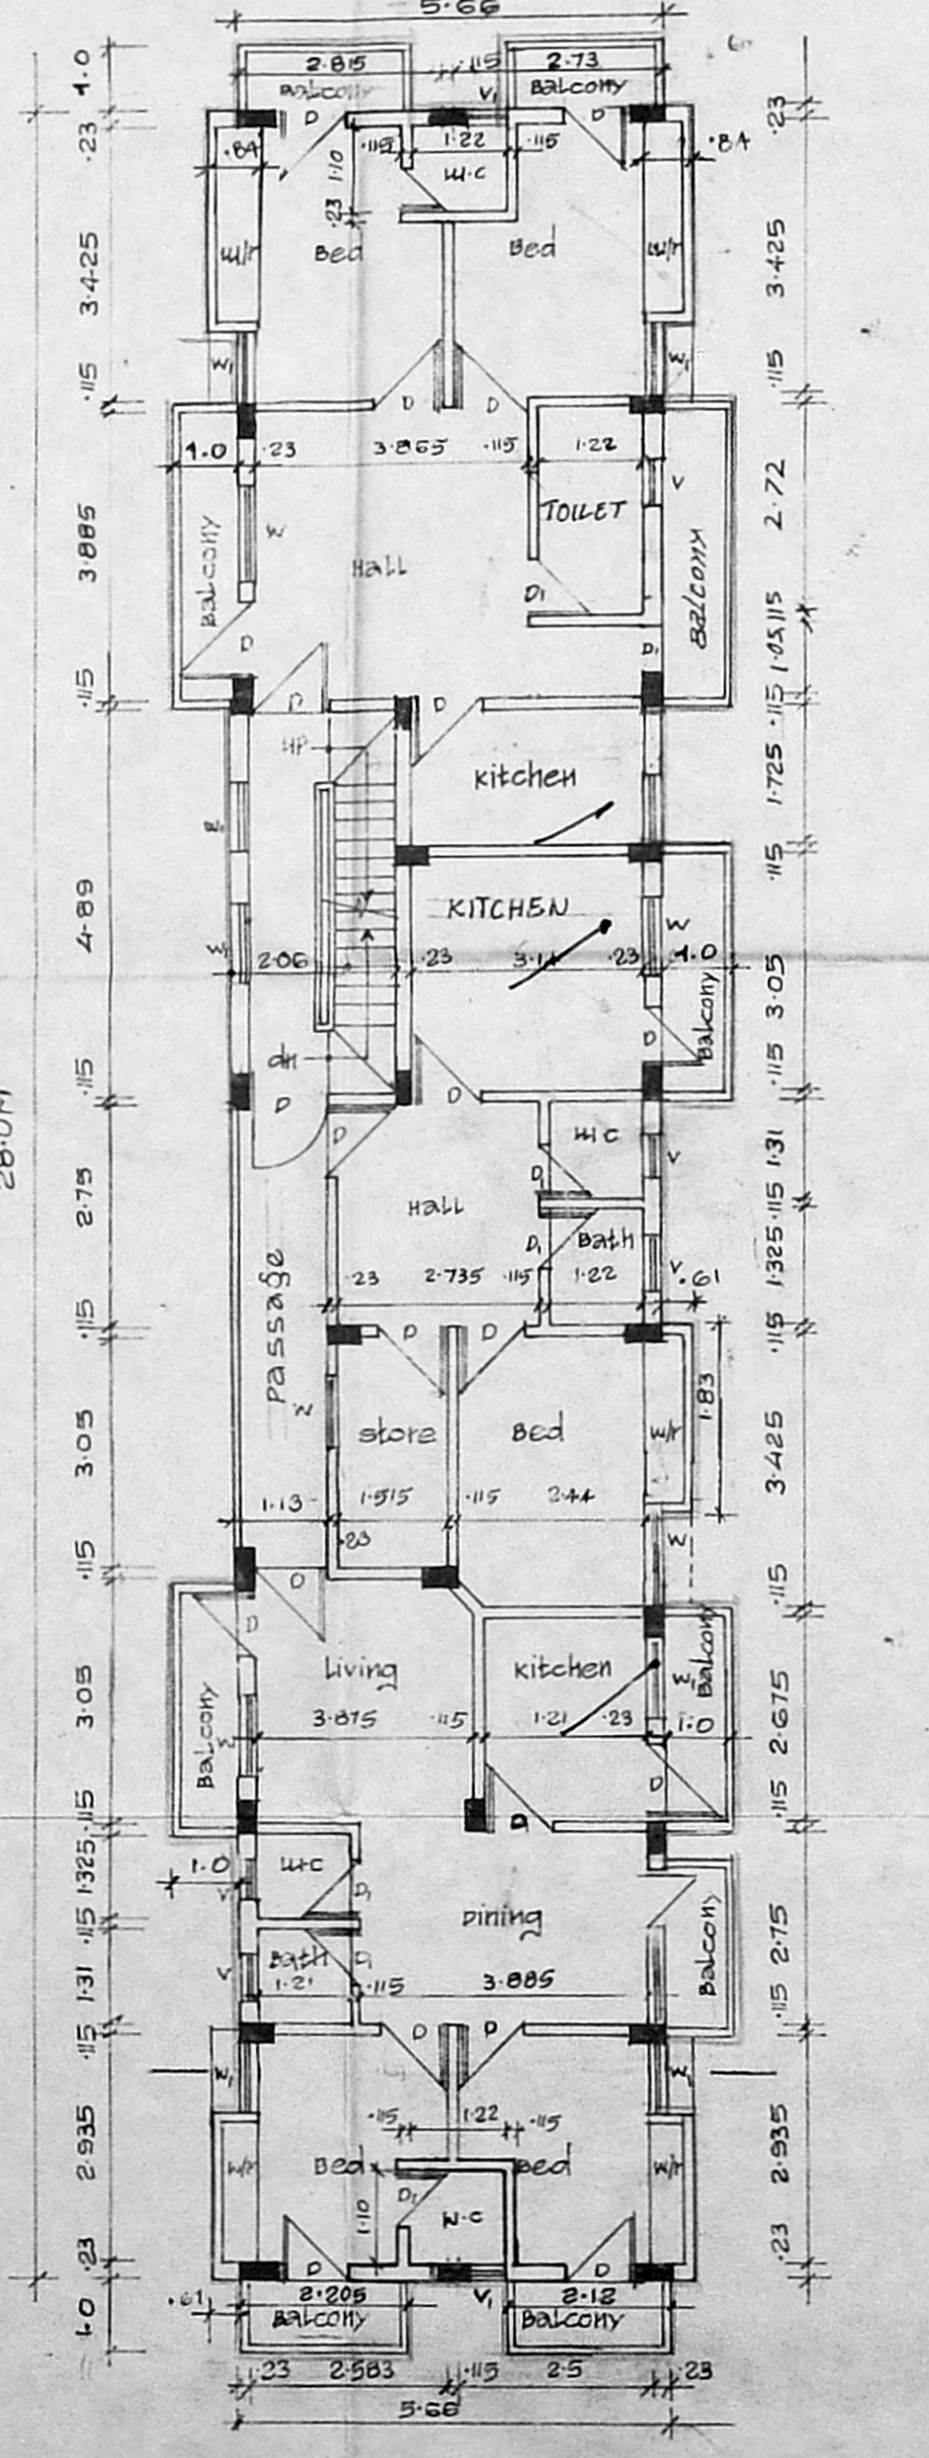 5.66
1.0
2.815
.115
2.73
Balcony
V1
Balcony
.23
D
D
.23
.84
.115
1.22
.115
.84
1.10
W.C
.23
3.425
W/r
Bed
Bed
W/r
3.425
W1
W1
.115
D
D
.115
1.0
.23
3.865
.115
1.22
V
2.72
TOILET
3.885
Balcony
W
Hall
Balcony
D1
1.05
.115
D
D1
.115
D
D
.115
UP
Kitchen
1.725
W1
.115
KITCHEN
4.89
W
W1
2.06
.23
.23
1.0
3.05
Balcony
D
dn
.115
D
D
.115
D
W.C
V
1.31
D1
28.0M
2.75
Hall
.115
D1
Bath
1.325
Passage
.23
2.735
.115
1.22
V
.61
.115
D
D
.115
1.83
W
Store
Bed
W/r
3.05
3.425
1.13
1.515
.115
2.44
.23
W
.115
D
.115
D
Balcony
Living
Kitchen
W1
3.05
Balcony
3.875
.115
1.21
.23
1.0
2.675
W
D
.115
D
.115
1.325
1.0
W.C
V
D1
Dining
Balcony
2.75
.115
Bath
D1
1.31
V
1.21
.115
3.885
.115
.115
D
D
W1
W1
.115
1.22
.115
2.935
W/r
Bed
Bed
W/r
2.935
D1
1.10
W.C
.23
D
D
.23
.61
2.205
V1
2.12
1.0
Balcony
Balcony
.23
2.583
.115
2.5
.23
5.66